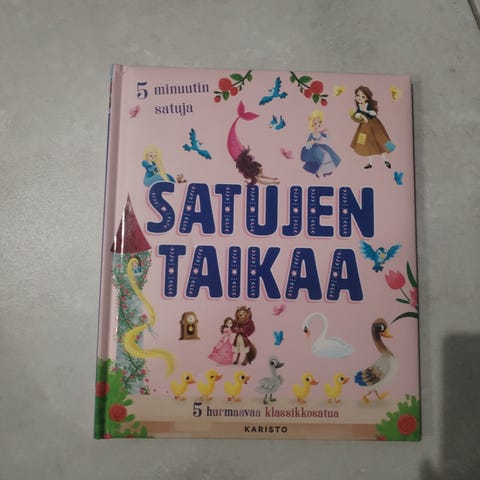 5 minuutin
satuja
SATUJEN
TAIKAA
5 hurmaavaa klassikkosatua
KARISTO